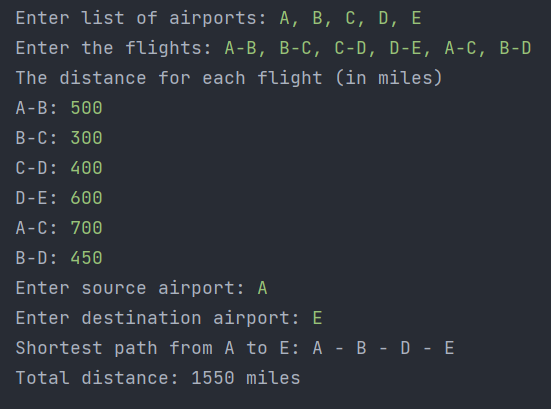 Enter list of airports: A, B, C, D, E
Enter the flights: A-B, B-C, C-D, D-E, A-C, B-D
The distance for each flight (in miles)
A-B: 500
B-C: 300
C-D: 400
D-E: 600
A-C: 700
B-D: 450
Enter source airport: A
Enter destination airport: E
Shortest path from A to E: A - B - D - E
Total distance: 1550 miles